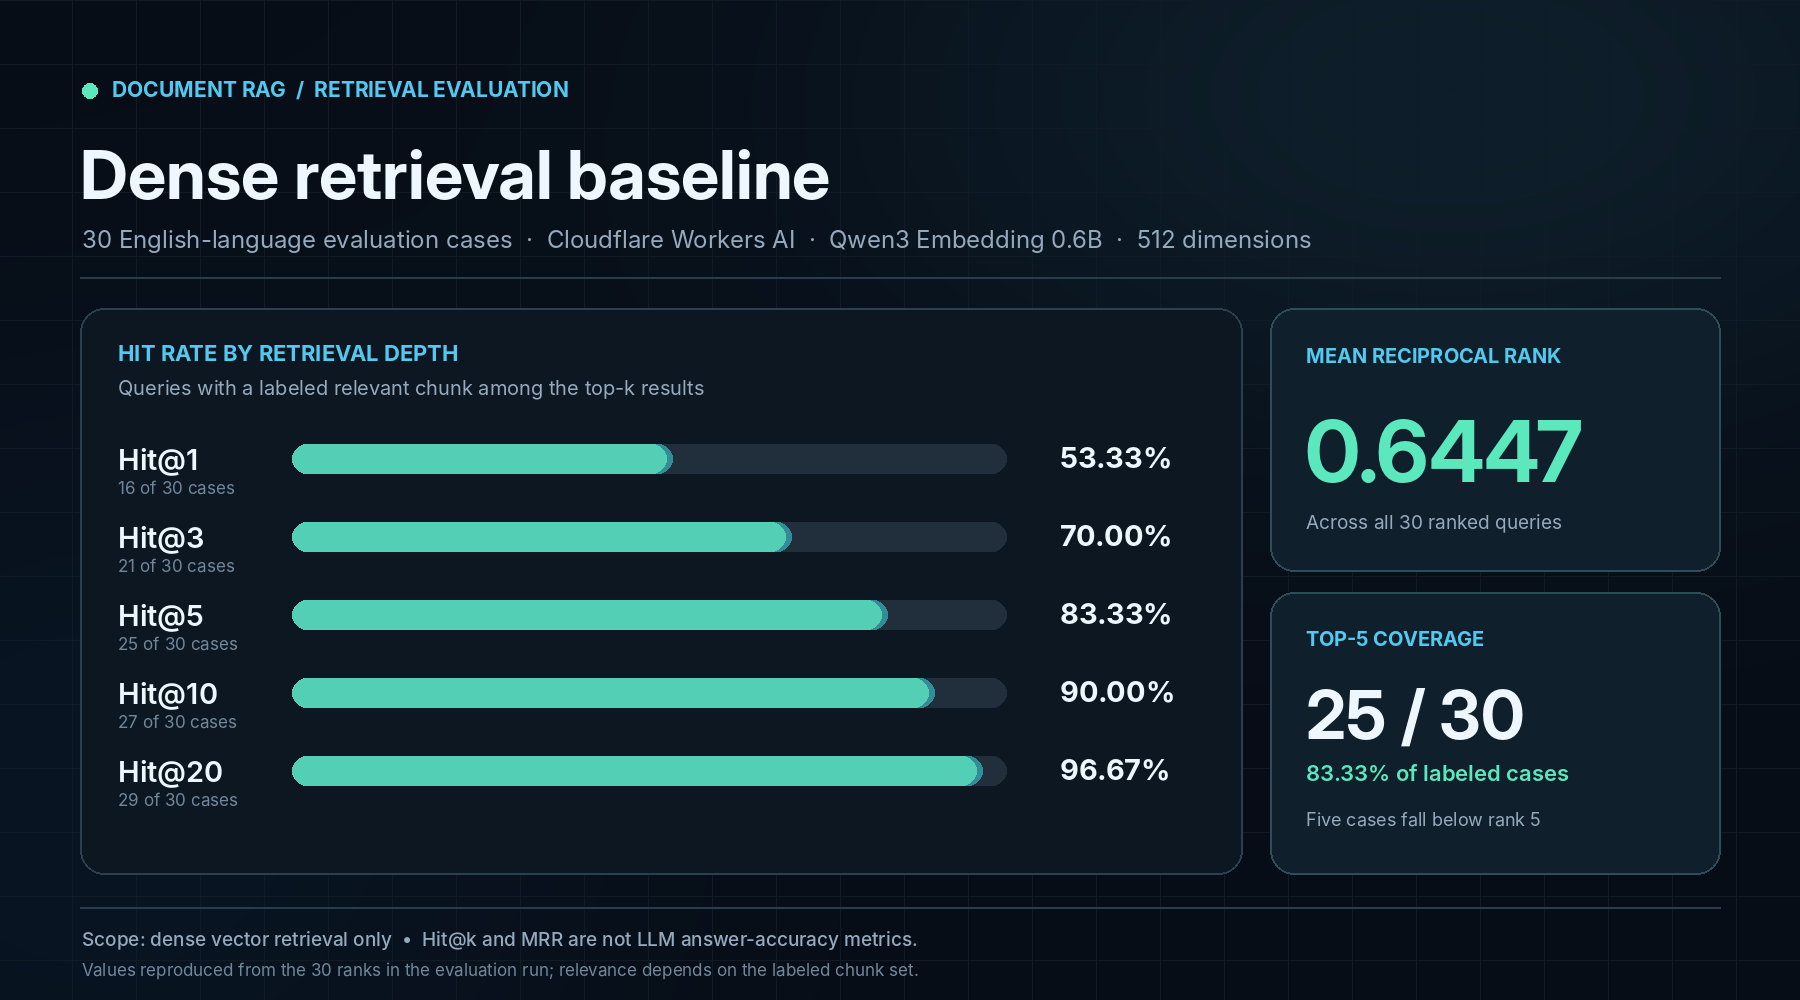 DOCUMENT RAG / RETRIEVAL EVALUATION
Dense retrieval baseline
30 English-language evaluation cases · Cloudflare Workers AI · Qwen3 Embedding 0.6B · 512 dimensions
HIT RATE BY RETRIEVAL DEPTH
Queries with a labeled relevant chunk among the top-k results
Hit@1 53.33%
16 of 30 cases
Hit@3 70.00%
21 of 30 cases
Hit@5 83.33%
25 of 30 cases
Hit@10 90.00%
27 of 30 cases
Hit@20 96.67%
29 of 30 cases
MEAN RECIPROCAL RANK
0.6447
Across all 30 ranked queries
TOP-5 COVERAGE
25 / 30
83.33% of labeled cases
Five cases fall below rank 5
Scope: dense vector retrieval only • Hit@k and MRR are not LLM answer-accuracy metrics.
Values reproduced from the 30 ranks in the evaluation run; relevance depends on the labeled chunk set.